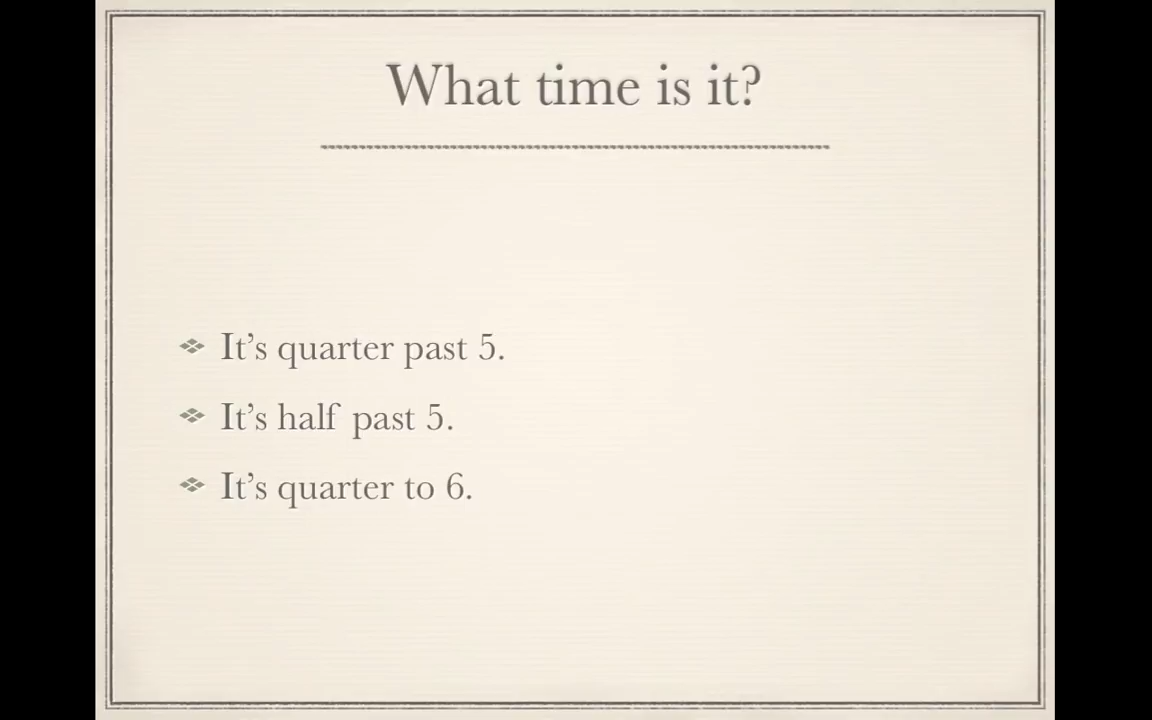 What time is it?
It’s quarter past 5.
It’s half past 5.
It’s quarter to 6.